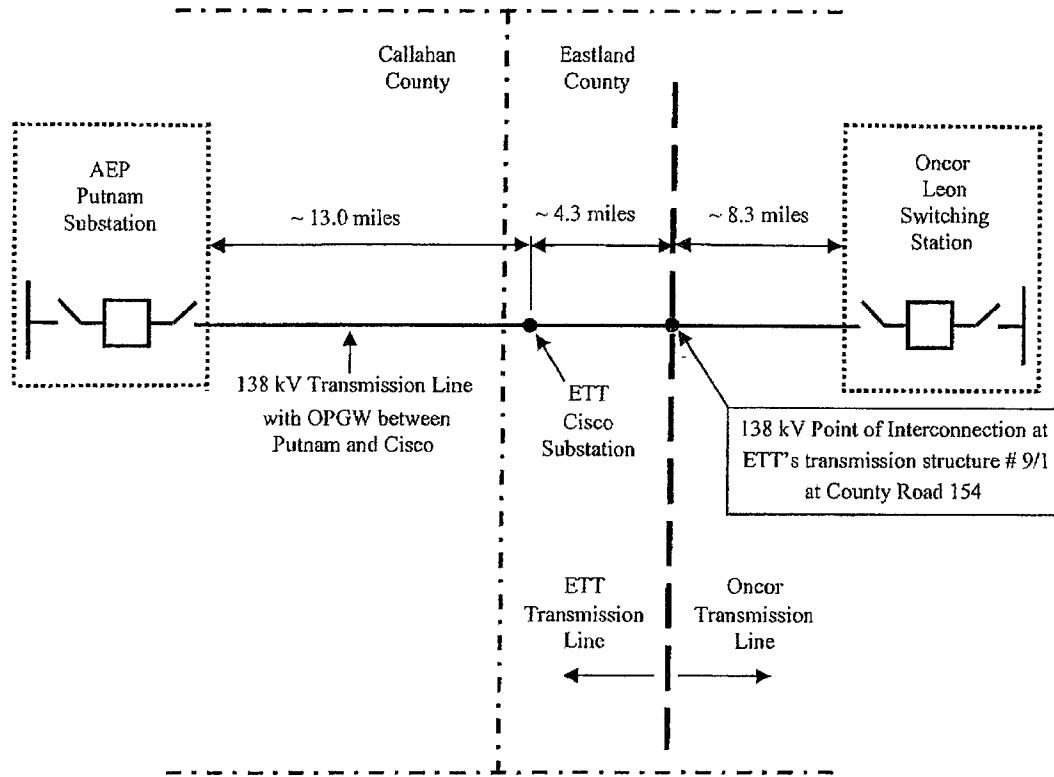 Callahan
County
Eastland
County
AEP
Putnam
Substation
Oncor
Leon
Switching
Station
~ 13.0 miles
~ 4.3 miles
~ 8.3 miles
138 kV Transmission Line
with OPGW between
Putnam and Cisco
ETT
Cisco
Substation
138 kV Point of Interconnection at
ETT's transmission structure # 9/1
at County Road 154
ETT
Transmission
Line
Oncor
Transmission
Line